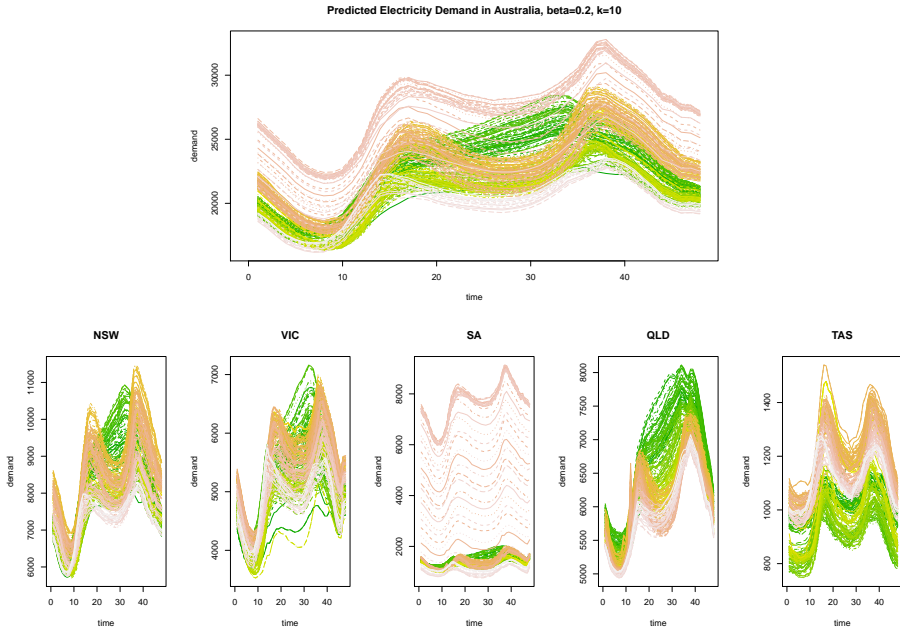 Predicted Electricity Demand in Australia, beta=0.2, k=10
demand
20000
25000
30000
0 10 20 30 40
time
NSW
demand
6000
7000
8000
9000
10000
11000
0 10 20 30 40
time
VIC
demand
4000
5000
6000
7000
0 10 20 30 40
time
SA
demand
2000
4000
6000
8000
0 10 20 30 40
time
QLD
demand
5000
5500
6000
6500
7000
7500
8000
0 10 20 30 40
time
TAS
demand
800
1000
1200
1400
0 10 20 30 40
time